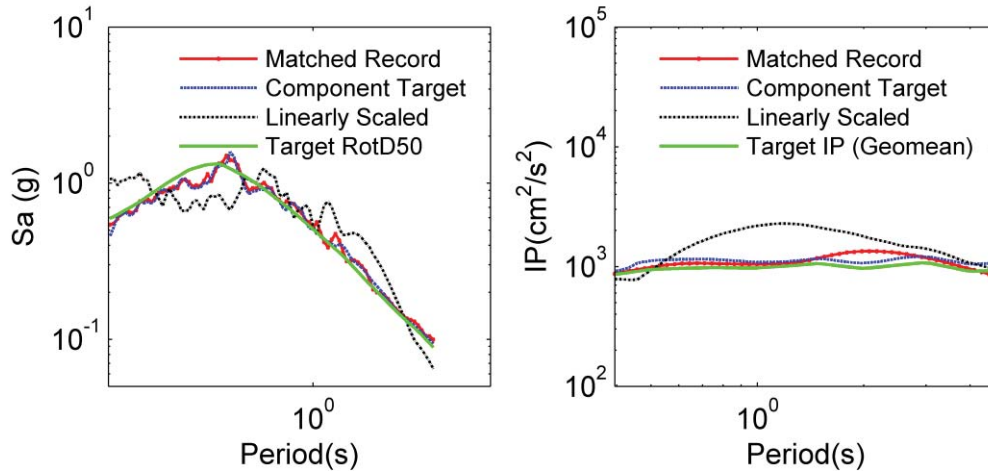 10^1
Matched Record
Component Target
Linearly Scaled
Target RotD50
10^0
10^-1
Sa (g)
10^0
Period(s)
10^5
Matched Record
Component Target
Linearly Scaled
Target IP (Geomean)
10^4
10^3
10^2
IP(cm^2/s^2)
10^0
Period(s)